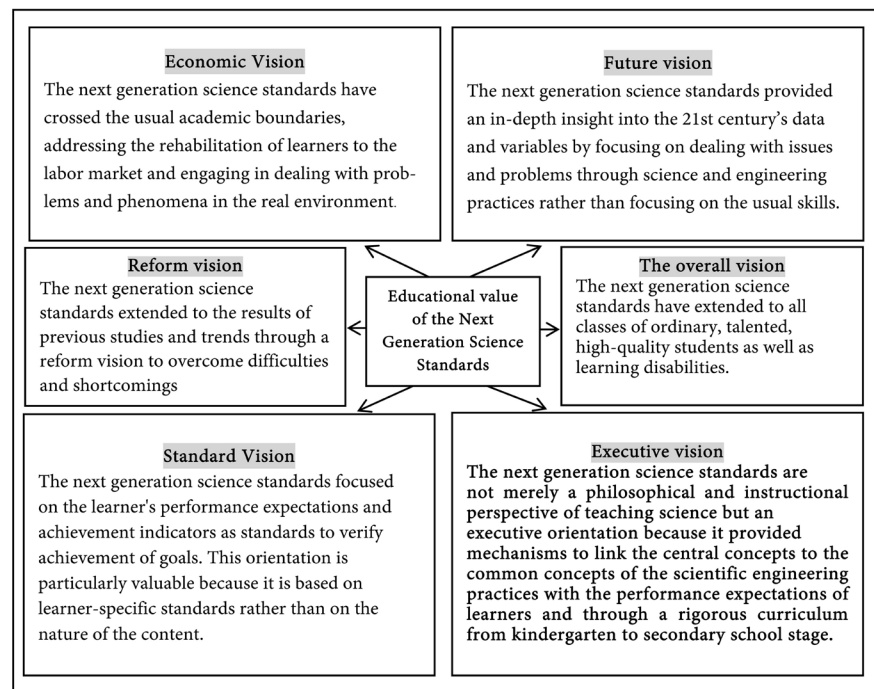 Economic Vision
The next generation science standards have
crossed the usual academic boundaries,
addressing the rehabilitation of learners to the
labor market and engaging in dealing with prob-
lems and phenomena in the real environment.
Future vision
The next generation science standards provided
an in-depth insight into the 21st century's data
and variables by focusing on dealing with issues
and problems through science and engineering
practices rather than focusing on the usual skills.
Reform vision
The next generation science
standards extended to the results of
previous studies and trends through a
reform vision to overcome difficulties
and shortcomings
Educational value
of the Next
Generation Science
Standards
The overall vision
The next generation science
standards have extended to all
classes of ordinary, talented,
high-quality students as well as
learning disabilities.
Standard Vision
The next generation science standards focused
on the learner's performance expectations and
achievement indicators as standards to verify
achievement of goals. This orientation is
particularly valuable because it is based on
learner-specific standards rather than on the
nature of the content.
Executive vision
The next generation science standards are
not merely a philosophical and instructional
perspective of teaching science but an
executive orientation because it provided
mechanisms to link the central concepts to the
common concepts of the scientific engineering
practices with the performance expectations of
learners and through a rigorous curriculum
from kindergarten to secondary school stage.